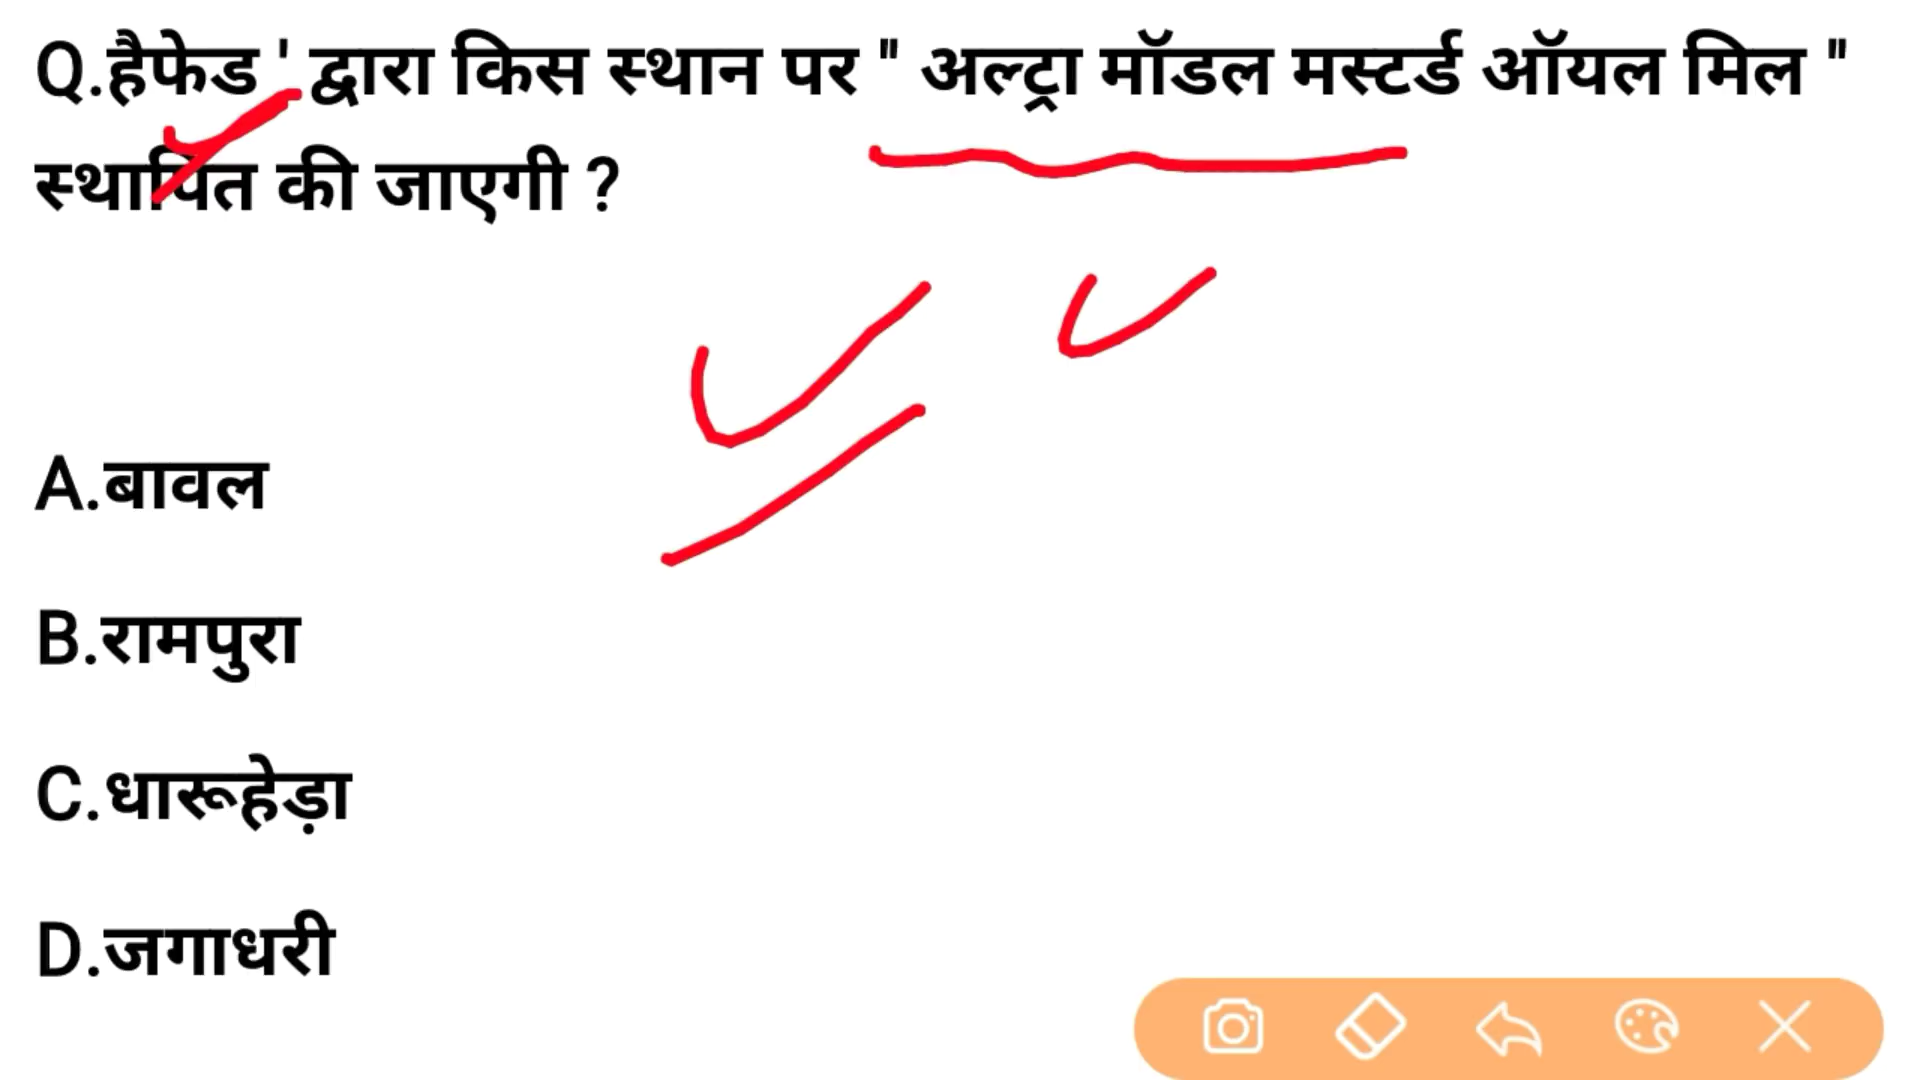 Q.हैफेड ' द्वारा किस स्थान पर " अल्ट्रा मॉडल मस्टर्ड ऑयल मिल "
स्थापित की जाएगी ?
A.बावल
B.रामपुरा
C.धारूहेड़ा
D.जगाधरी